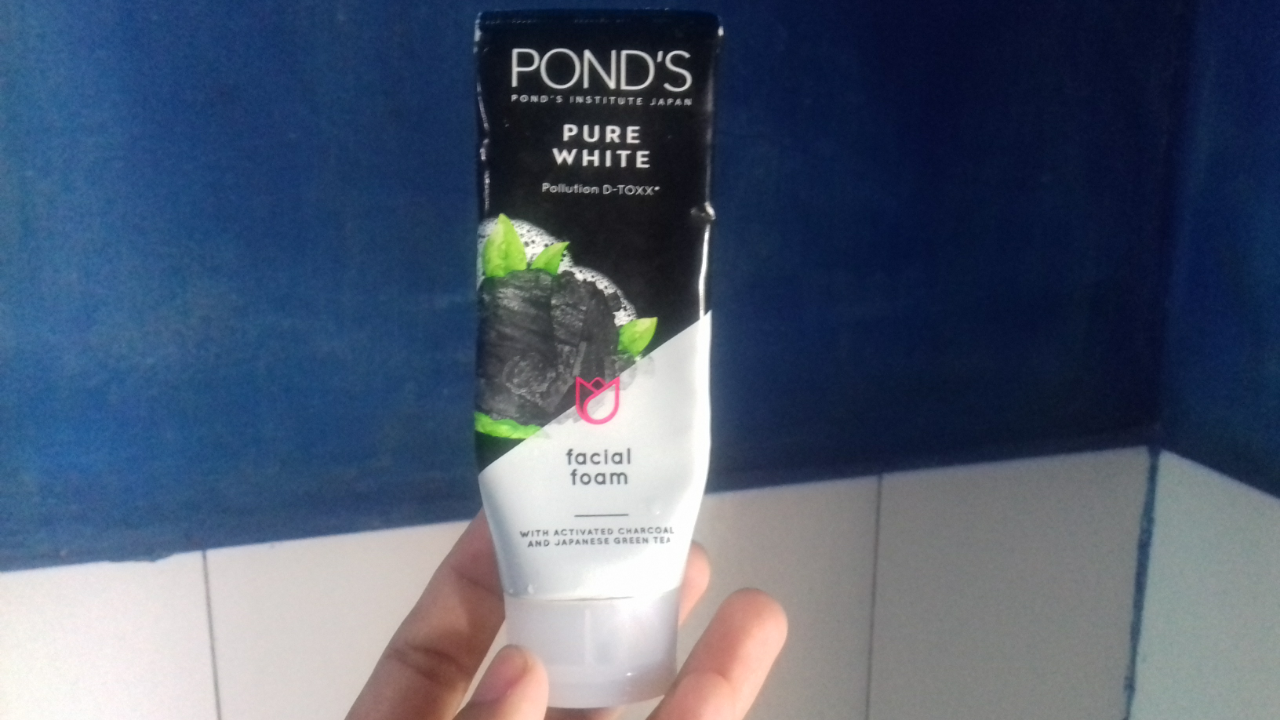 POND'S
POND'S INSTITUTE JAPAN
PURE
WHITE
Pollution D-TOXX*
facial
foam
WITH ACTIVATED CHARCOAL
AND JAPANESE GREEN TEA